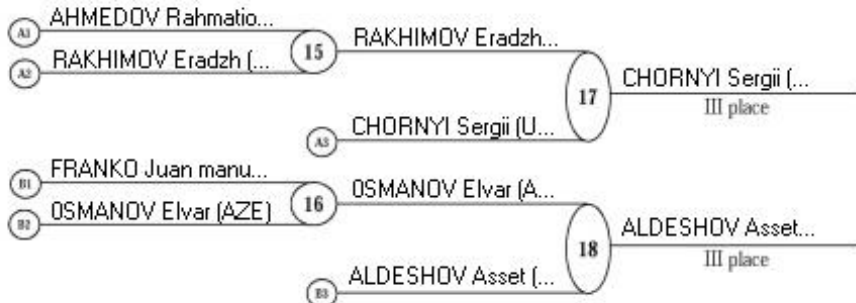 A1 AHMEDOV Rahmatio...
15 RAKHIMOV Eradzh...
A2 RAKHIMOV Eradzh (...
17 CHORNYI Sergii (...
III place
A3 CHORNYI Sergii (U...
B1 FRANKO Juan manu...
16 OSMANOV Elvar (A...
B2 OSMANOV Elvar (AZE)
18 ALDESHOV Asset...
III place
B3 ALDESHOV Asset (...